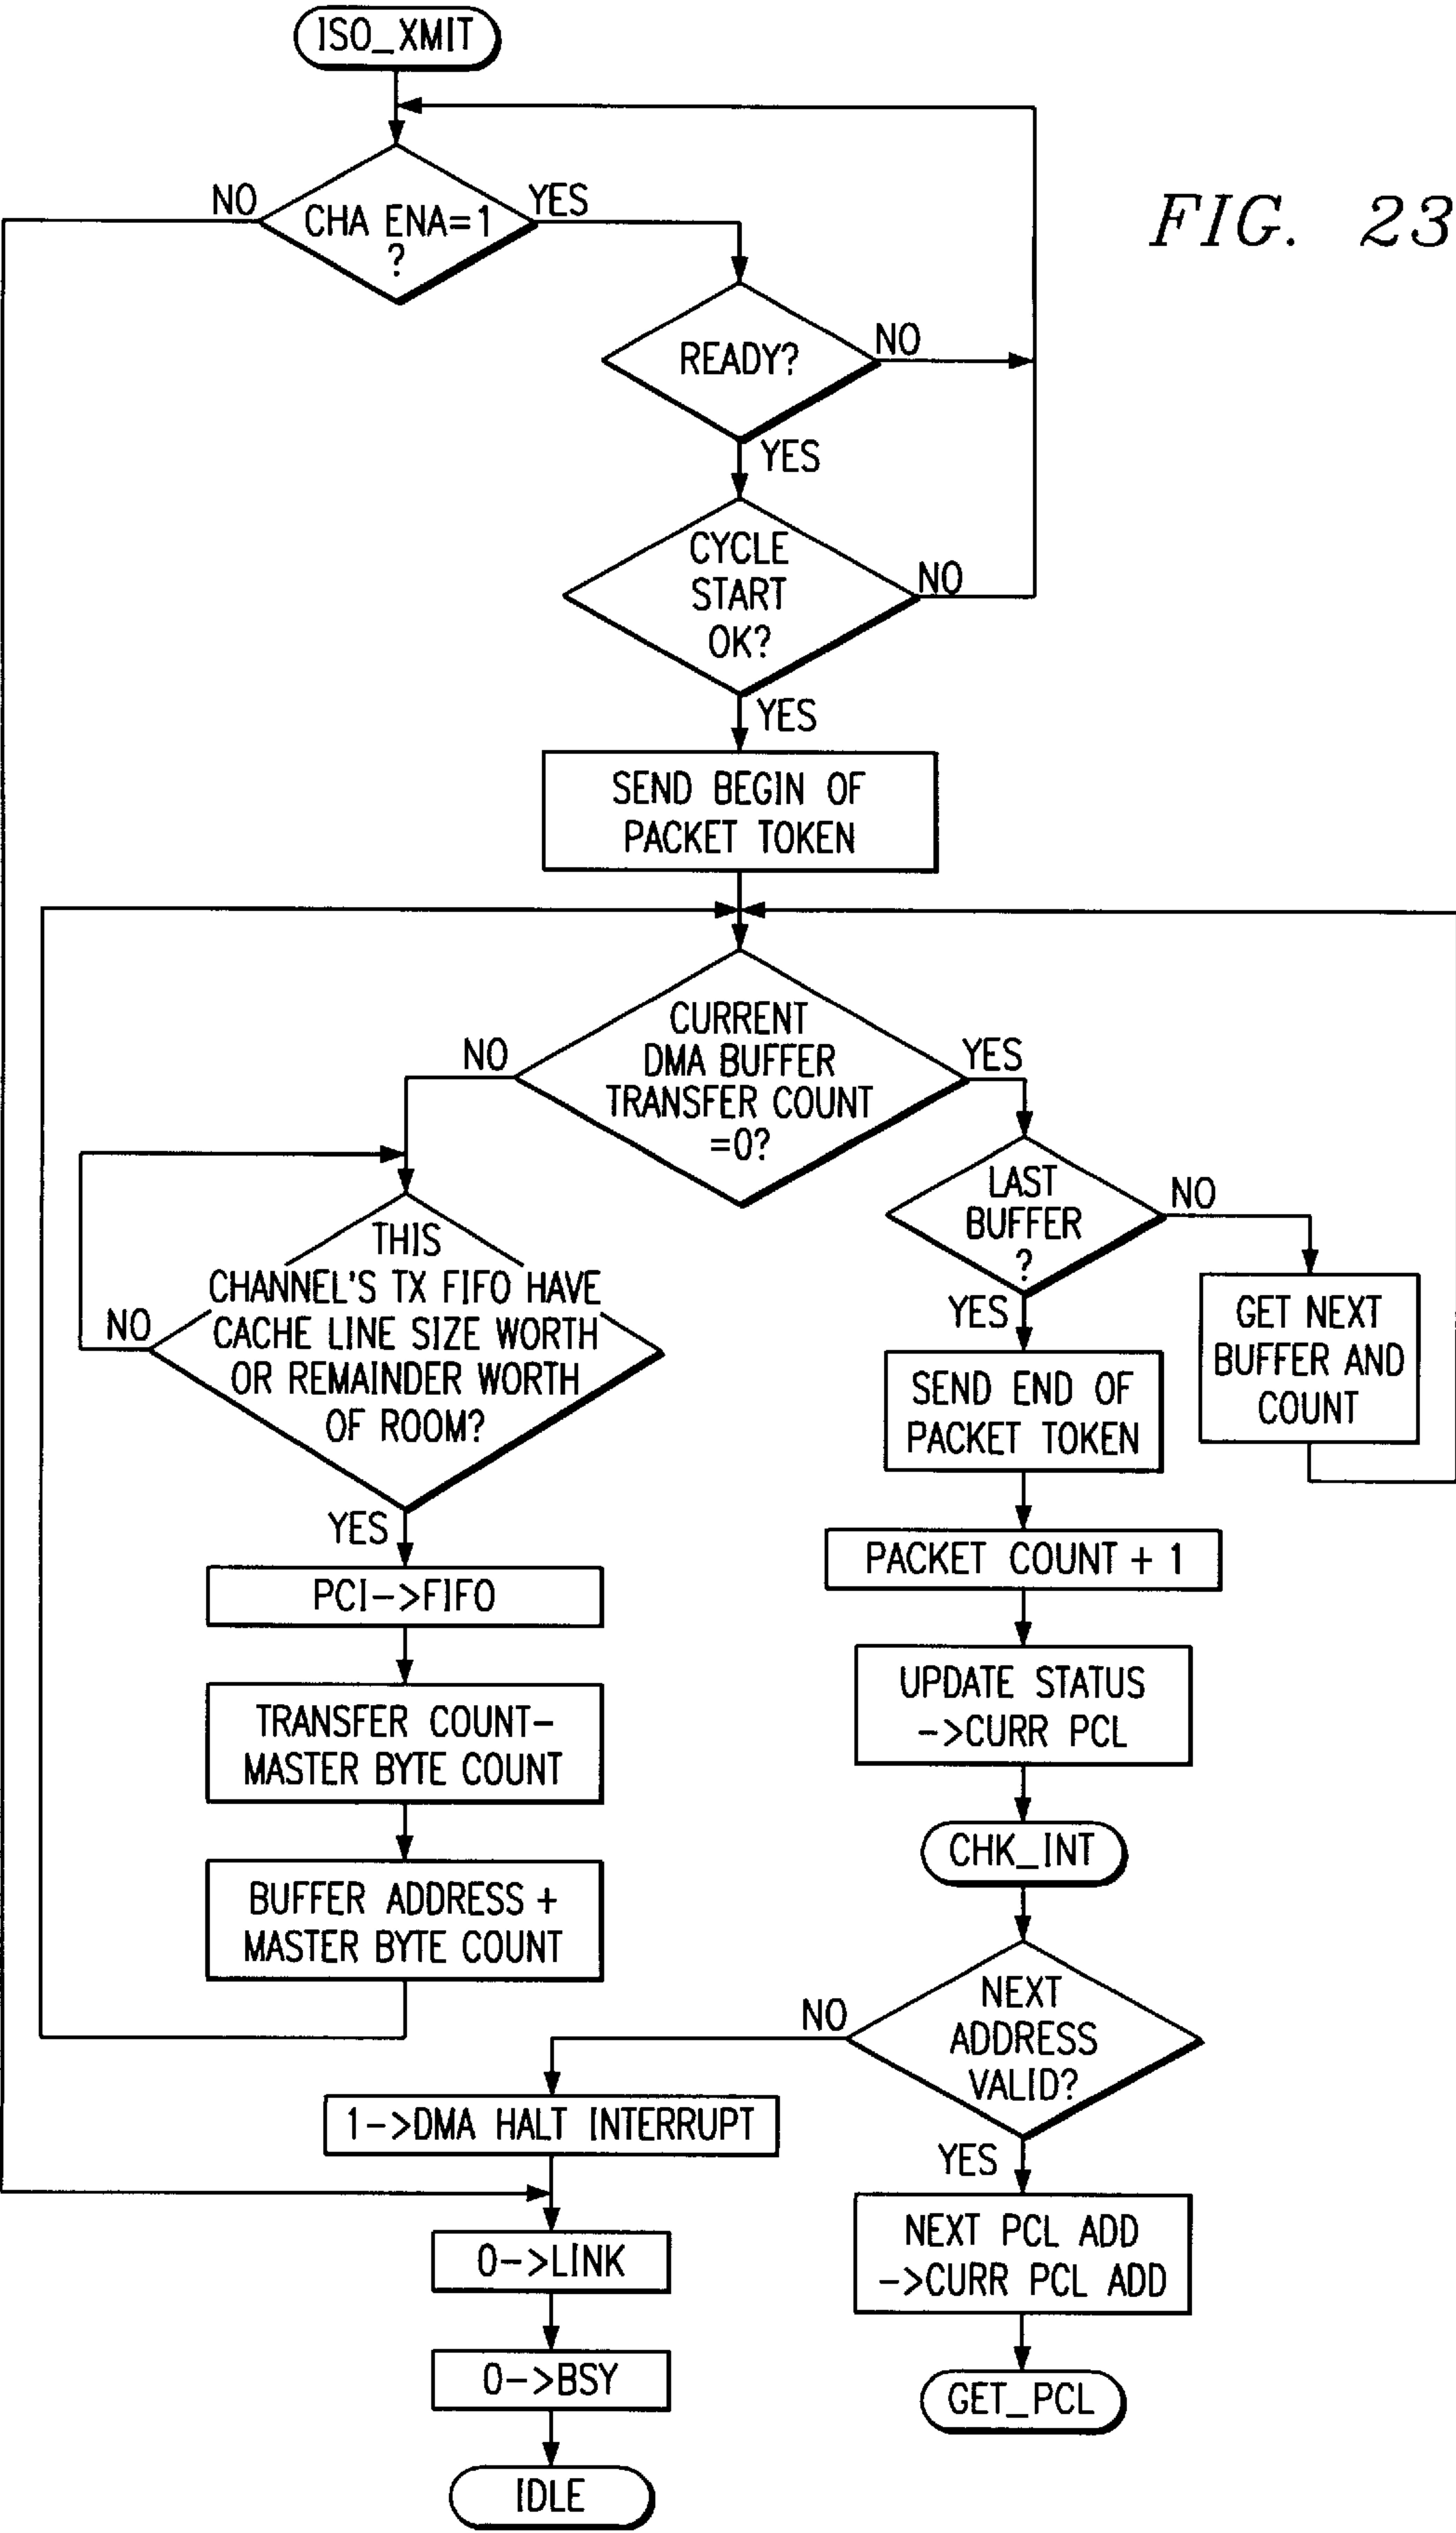 ISO_XMIT
FIG. 23
NO
YES
CHA ENA=1
?
READY?
NO
YES
CYCLE
START
OK?
NO
YES
SEND BEGIN OF
PACKET TOKEN
CURRENT
DMA BUFFER
TRANSFER COUNT
=0?
NO
YES
LAST
BUFFER
?
NO
YES
GET NEXT
BUFFER AND
COUNT
THIS
CHANNEL'S TX FIFO HAVE
CACHE LINE SIZE WORTH
OR REMAINDER WORTH
OF ROOM?
NO
YES
SEND END OF
PACKET TOKEN
PACKET COUNT + 1
PCI->FIFO
TRANSFER COUNT-
MASTER BYTE COUNT
UPDATE STATUS
->CURR PCL
BUFFER ADDRESS +
MASTER BYTE COUNT
CHK_INT
NEXT
ADDRESS
VALID?
NO
YES
1->DMA HALT INTERRUPT
0->LINK
0->BSY
IDLE
NEXT PCL ADD
->CURR PCL ADD
GET_PCL